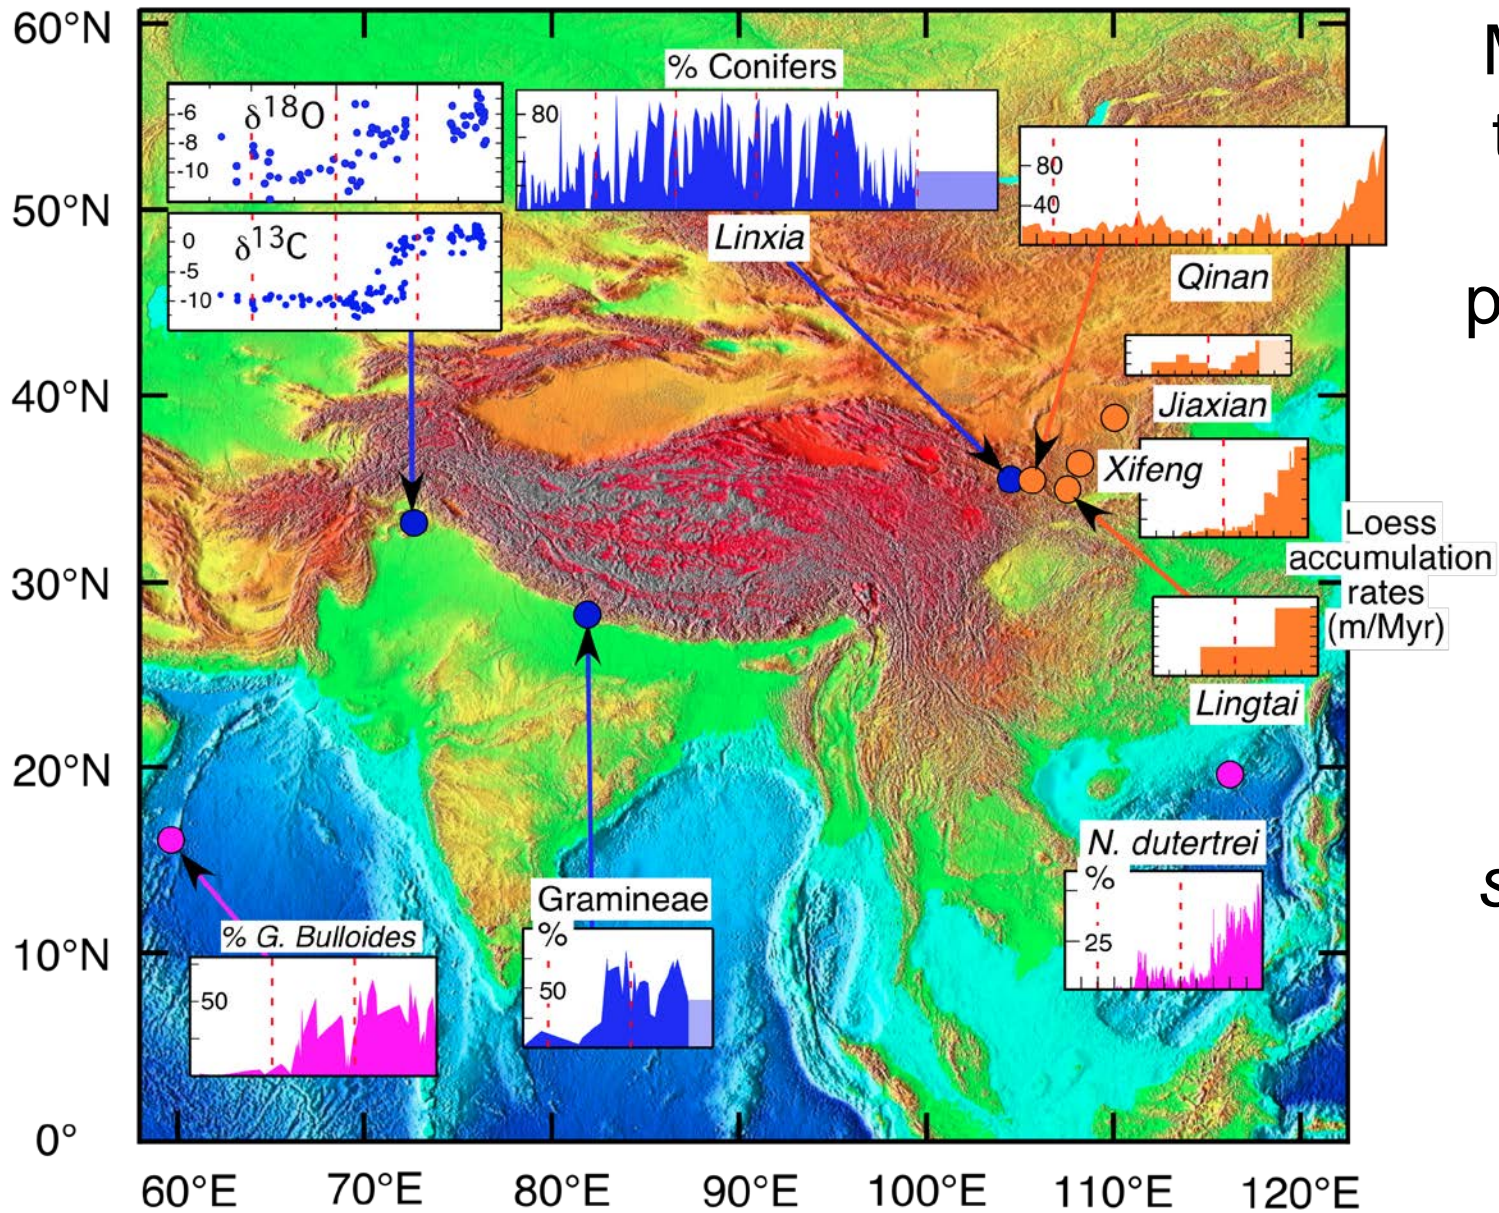 60°N
% Conifers
δ18O
-6
-8
-10
80
80
40
50°N
δ13C
0
-5
-10
Linxia
Qinan
40°N
Jiaxian
Xifeng
30°N
Loess
accumulation
rates
(m/Myr)
Lingtai
20°N
N. dutertrei
%
25
Gramineae
%
50
% G. Bulloides
50
10°N
0°
60°E
70°E
80°E
90°E
100°E
110°E
120°E